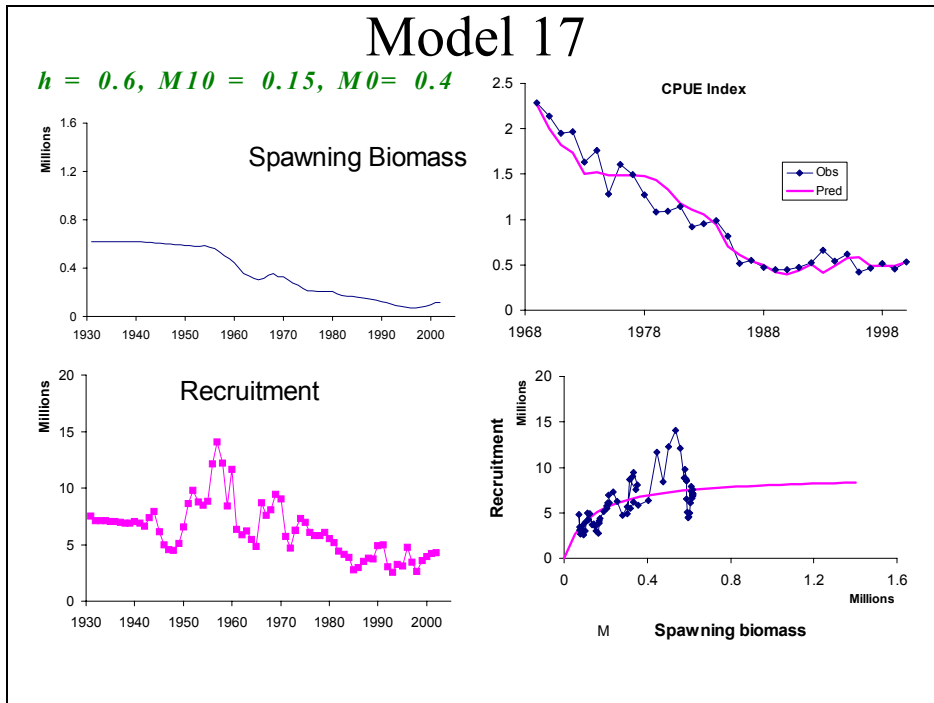 Model 17
h = 0.6, M10 = 0.15, M0= 0.4
Spawning Biomass
Millions
1.6
1.2
0.8
0.4
0
1930 1940 1950 1960 1970 1980 1990 2000
CPUE Index
2.5
2
1.5
1
0.5
0
1968 1978 1988 1998
Obs
Pred
Recruitment
Millions
20
15
10
5
0
1930 1940 1950 1960 1970 1980 1990 2000
Recruitment
Millions
20
15
10
5
0
0 0.4 0.8 1.2 1.6
Millions
M Spawning biomass